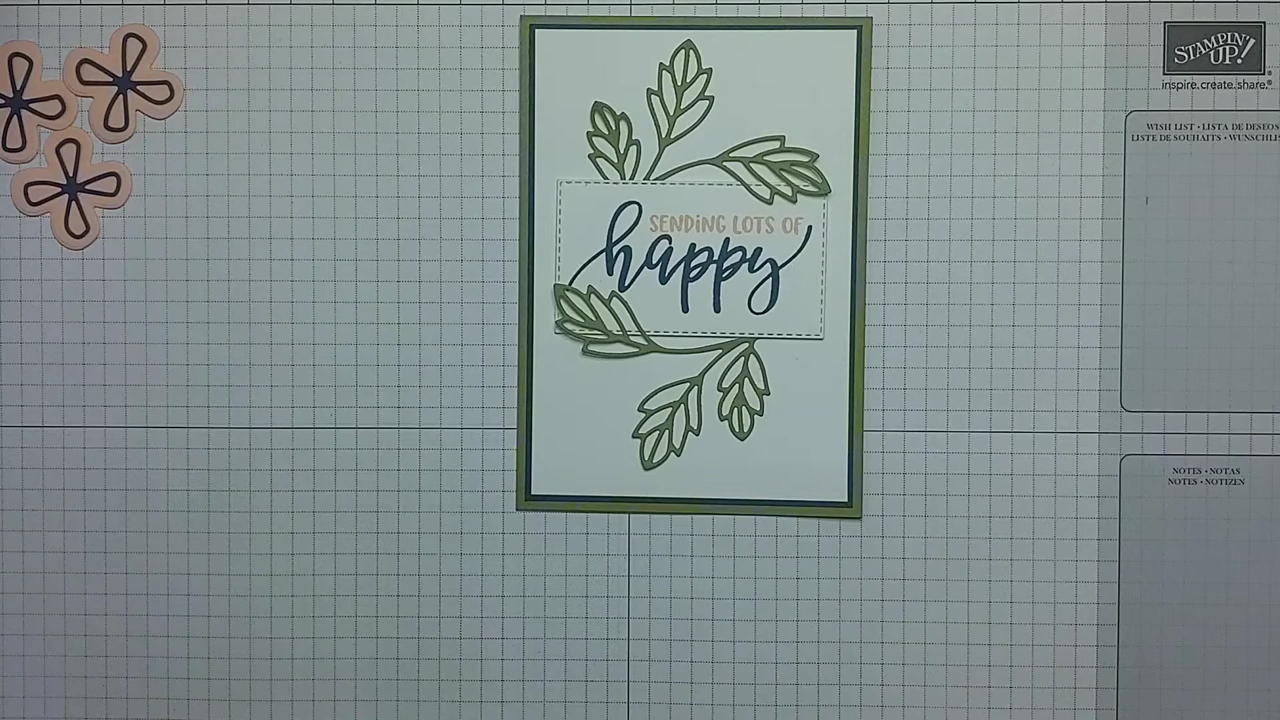 SENDING LOTS OF
happy
STAMPIN' UP!
inspire.create.share.
WISH LIST • LISTA DE DESEOS
LISTE DE SOUHAITS •
NOTES • NOTAS
NOTES • NOTIZEN